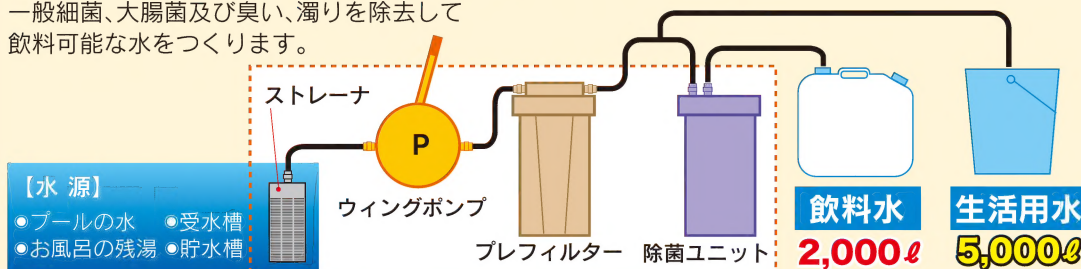 一般細菌、大腸菌及び臭い、濁りを除去して
飲料可能な水をつくります。
ストレーナ
P
【水 源】
◉プールの水 ◉受水槽
◉お風呂の残湯 ◉貯水槽
ウィングポンプ
プレフィルター
除菌ユニット
飲料水
2,000ℓ
生活用水
5,000ℓ